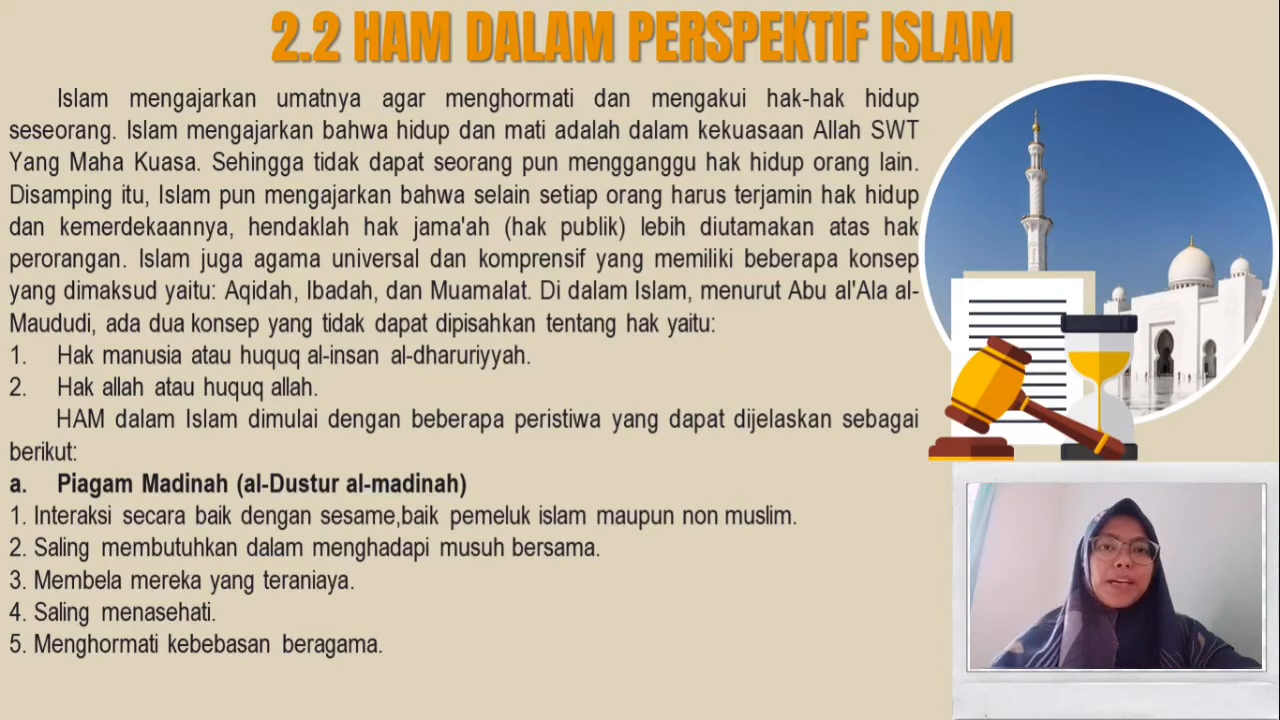 2.2 HAM DALAM PERSPEKTIF ISLAM
Islam mengajarkan umatnya agar menghormati dan mengakui hak-hak hidup
seseorang. Islam mengajarkan bahwa hidup dan mati adalah dalam kekuasaan Allah SWT
Yang Maha Kuasa. Sehingga tidak dapat seorang pun mengganggu hak hidup orang lain.
Disamping itu, Islam pun mengajarkan bahwa selain setiap orang harus terjamin hak hidup
dan kemerdekaannya, hendaklah hak jama'ah (hak publik) lebih diutamakan atas hak
perorangan. Islam juga agama universal dan komprensif yang memiliki beberapa konsep
yang dimaksud yaitu: Aqidah, Ibadah, dan Muamalat. Di dalam Islam, menurut Abu al'Ala al-
Maududi, ada dua konsep yang tidak dapat dipisahkan tentang hak yaitu:
1. Hak manusia atau huquq al-insan al-dharuriyyah.
2. Hak allah atau huquq allah.
HAM dalam Islam dimulai dengan beberapa peristiwa yang dapat dijelaskan sebagai
berikut:
a. Piagam Madinah (al-Dustur al-madinah)
1. Interaksi secara baik dengan sesame,baik pemeluk islam maupun non muslim.
2. Saling membutuhkan dalam menghadapi musuh bersama.
3. Membela mereka yang teraniaya.
4. Saling menasehati.
5. Menghormati kebebasan beragama.